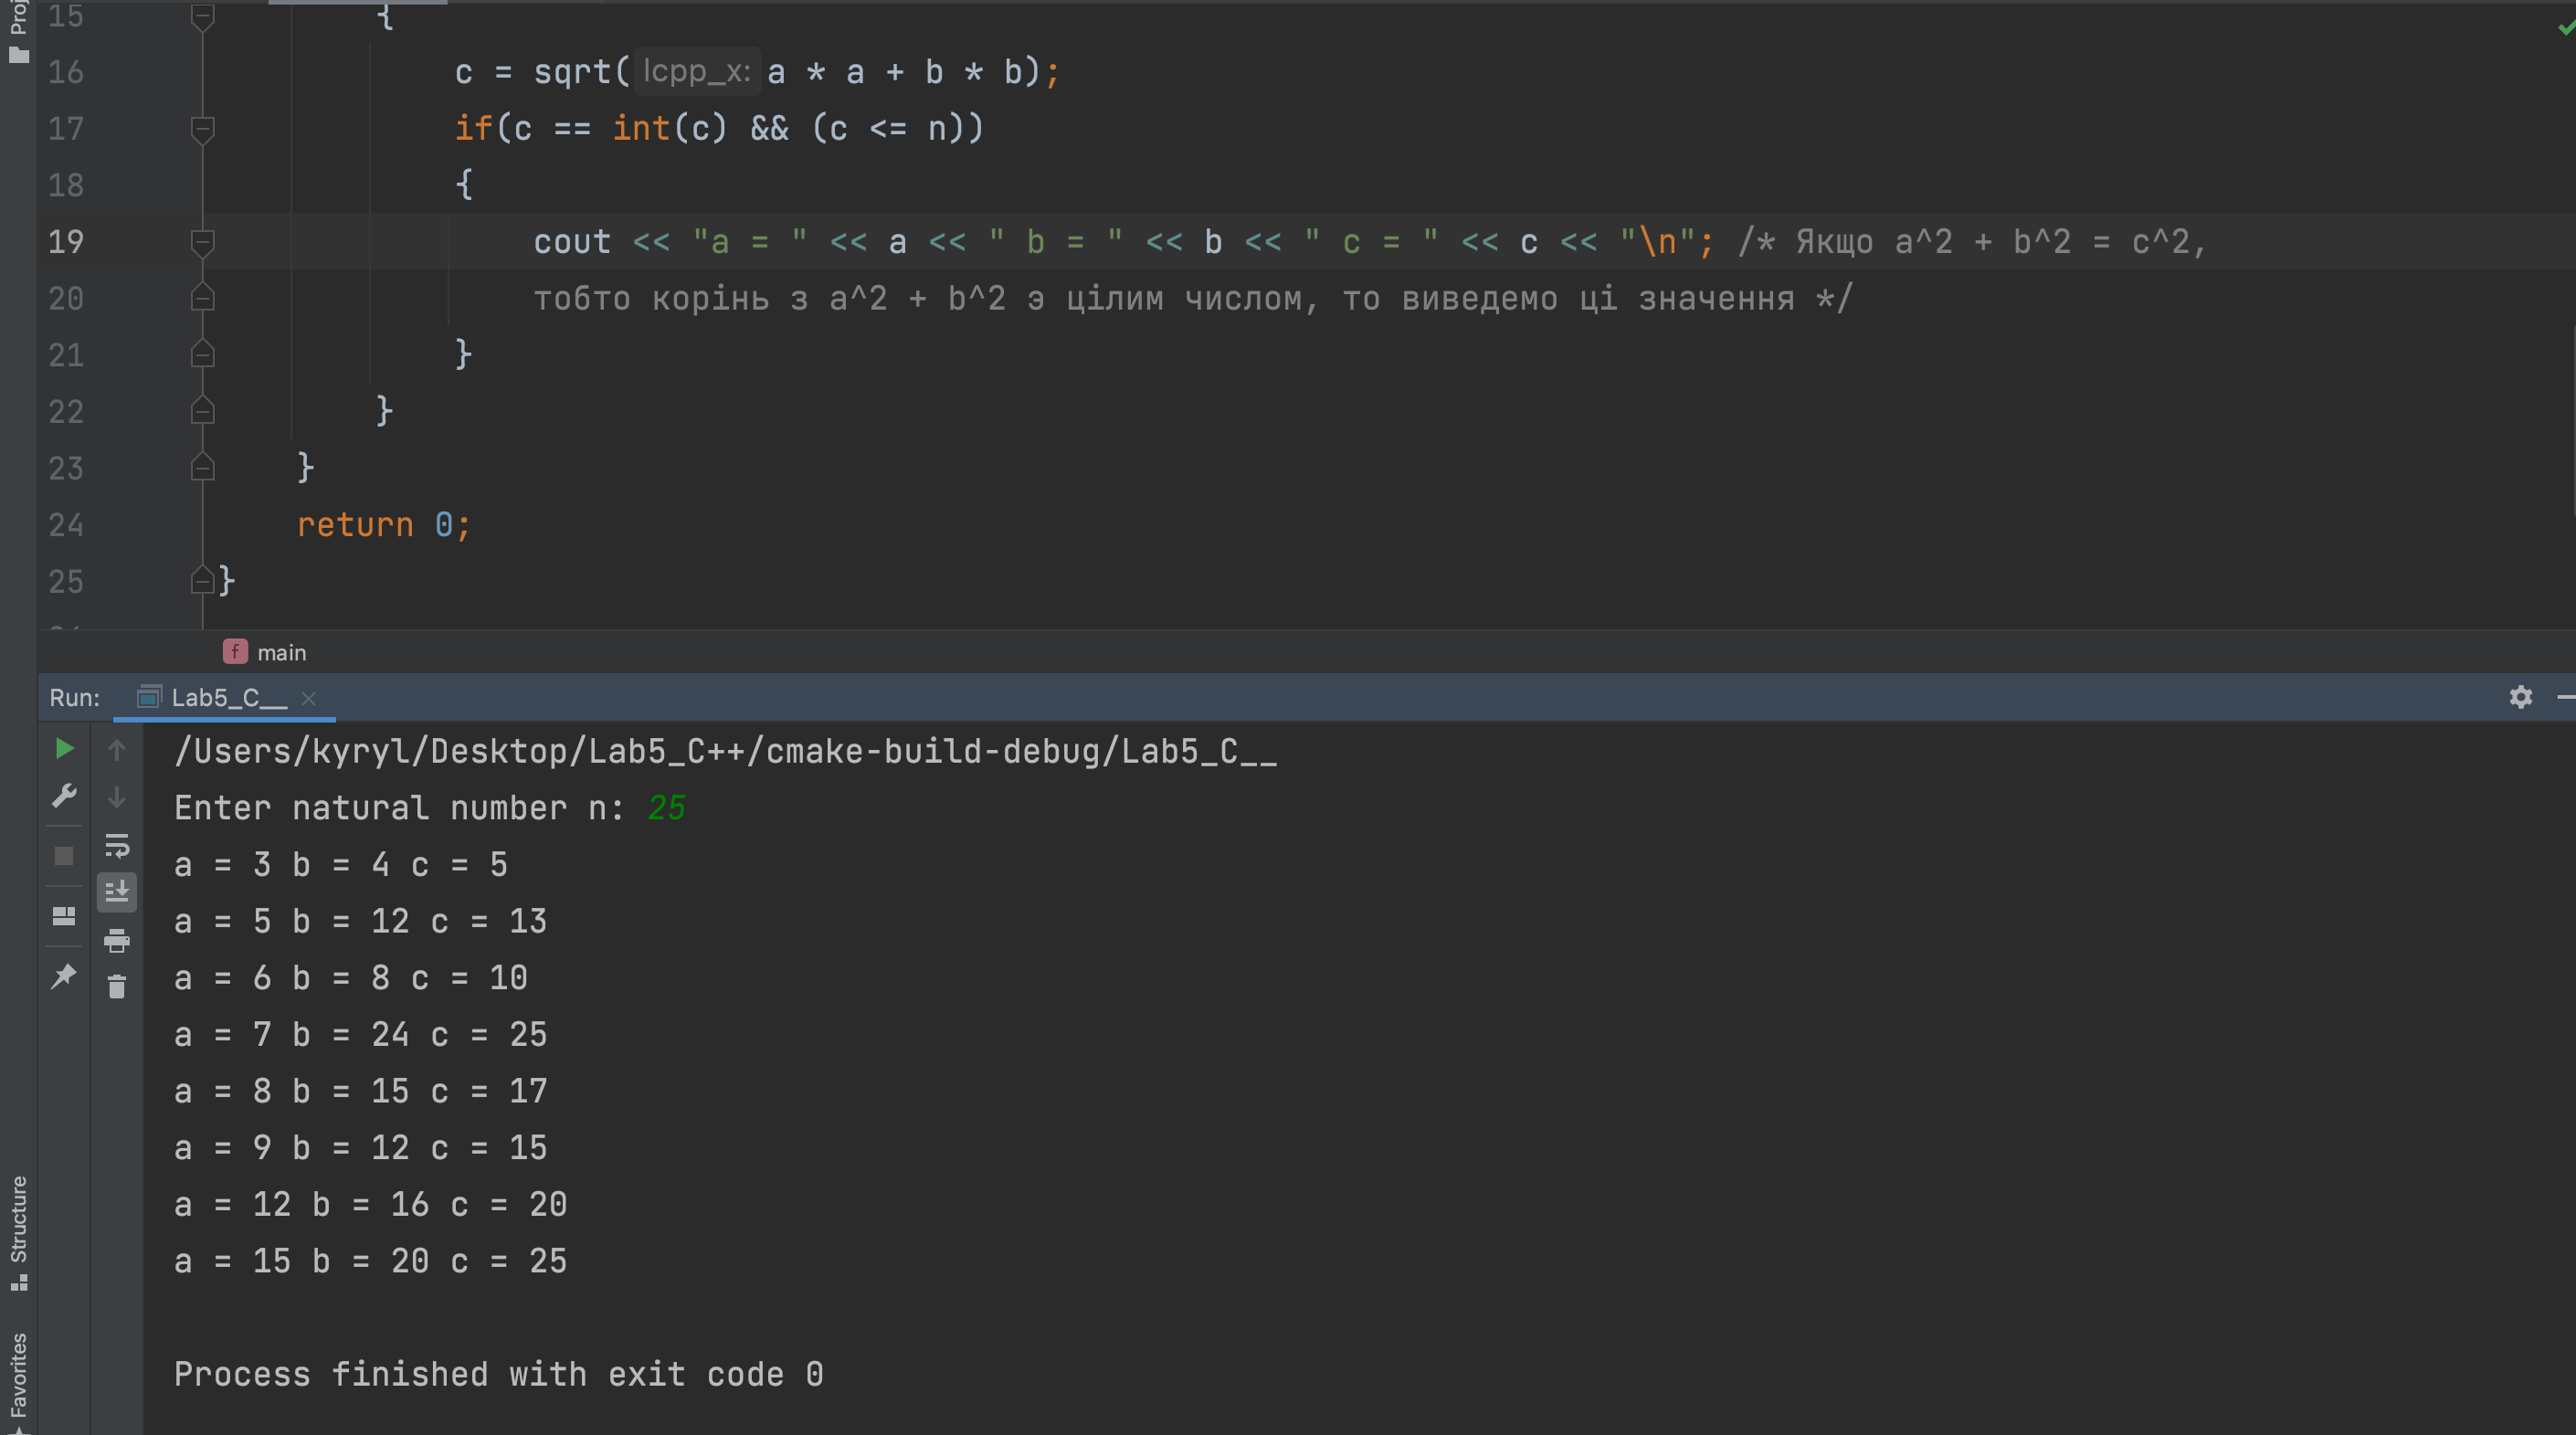 Proj
15 {
16 c = sqrt( lcpp_x: a * a + b * b);
17 if(c == int(c) && (c <= n))
18 {
19 cout << "a = " << a << " b = " << b << " c = " << c << "\n"; /* Якщо a^2 + b^2 = c^2,
20 тобто корінь з a^2 + b^2 э цілим числом, то виведемо ці значення */
21 }
22 }
23 }
24 return 0;
25 }
f main
Run: Lab5_C__
/Users/kyryl/Desktop/Lab5_C++/cmake-build-debug/Lab5_C__
Enter natural number n: 25
a = 3 b = 4 c = 5
a = 5 b = 12 c = 13
a = 6 b = 8 c = 10
a = 7 b = 24 c = 25
a = 8 b = 15 c = 17
a = 9 b = 12 c = 15
a = 12 b = 16 c = 20
a = 15 b = 20 c = 25
Process finished with exit code 0
Structure
Favorites